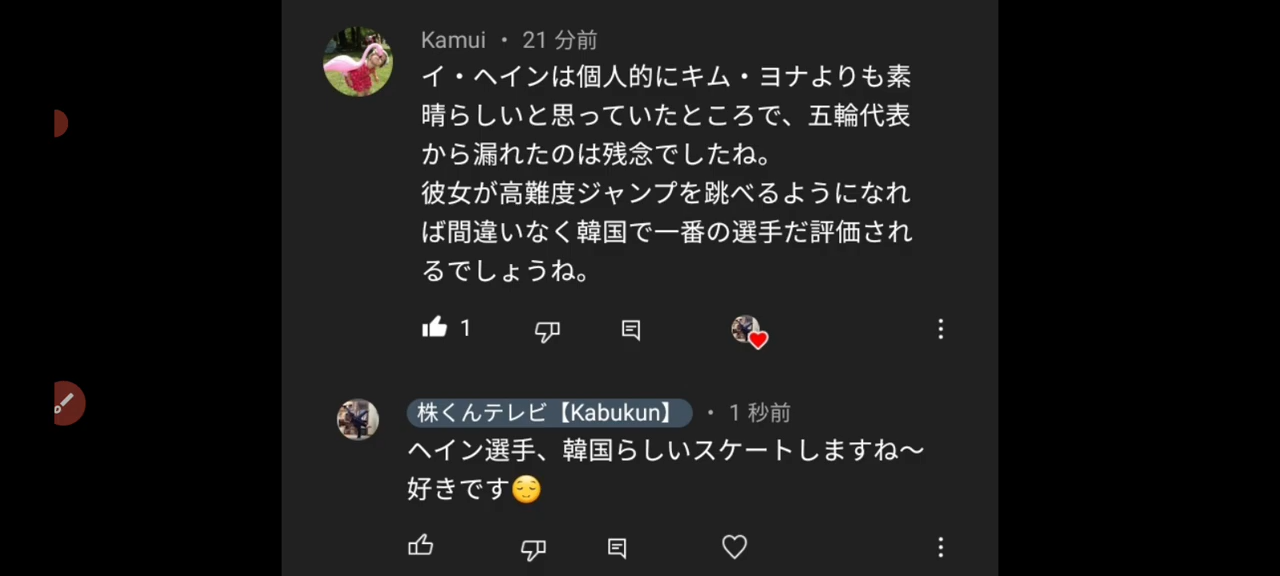 Kamui ・ 21 分前
イ・ヘインは個人的にキム・ヨナよりも素
晴らしいと思っていたところで、五輪代表
から漏れたのは残念でしたね。
彼女が高難度ジャンプを跳べるようになれ
ば間違いなく韓国で一番の選手だ評価され
るでしょうね。
1
株くんテレビ【Kabukun】 ・ 1 秒前
ヘイン選手、韓国らしいスケートしますね〜
好きです😌